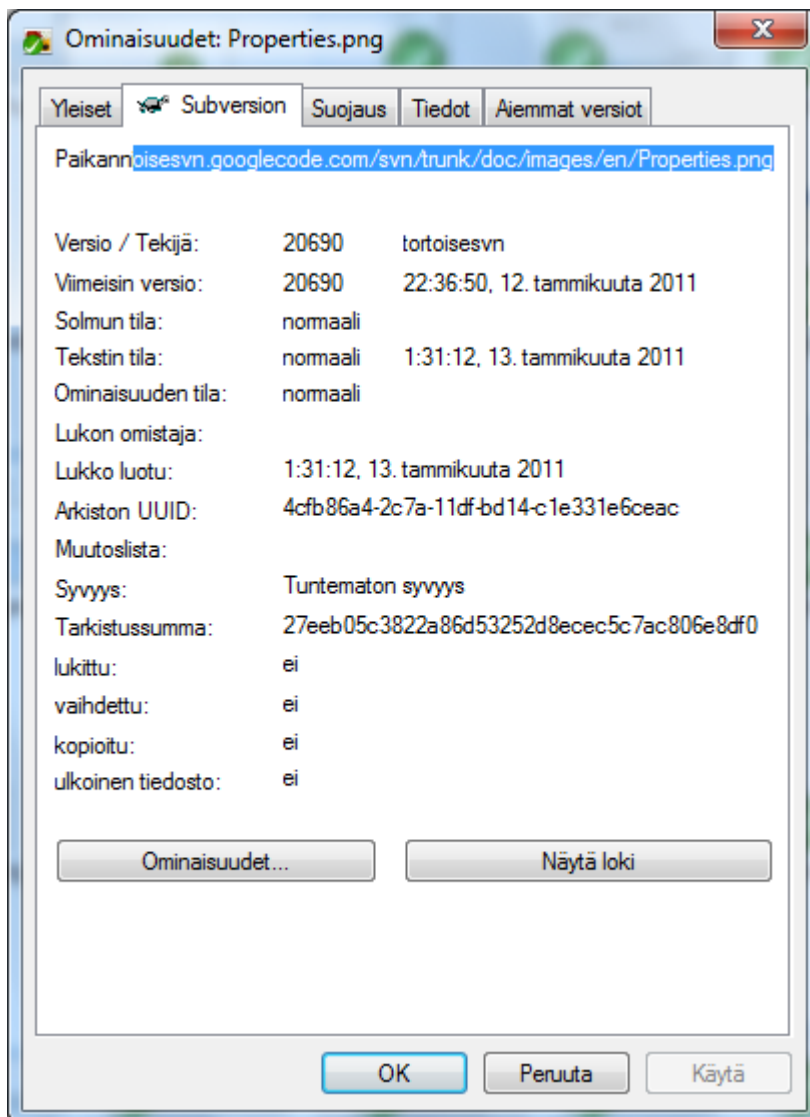 Ominaisuudet: Properties.png
Yleiset Subversion Suojaus Tiedot Aiemmat versiot
Paikannoisesvn.googlecode.com/svn/trunk/doc/images/en/Properties.png
Versio / Tekijä: 20690 tortoisesvn
Viimeisin versio: 20690 22:36:50, 12. tammikuuta 2011
Solmun tila: normaali
Tekstin tila: normaali 1:31:12, 13. tammikuuta 2011
Ominaisuuden tila: normaali
Lukon omistaja:
Lukko luotu: 1:31:12, 13. tammikuuta 2011
Arkiston UUID: 4cfb86a4-2c7a-11df-bd14-c1e331e6ceac
Muutoslista:
Syvyys: Tuntematon syvyys
Tarkistussumma: 27eeb05c3822a86d53252d8ecec5c7ac806e8df0
lukittu: ei
vaihdettu: ei
kopioitu: ei
ulkoinen tiedosto: ei
Ominaisuudet... Näytä loki
OK Peruuta Käytä